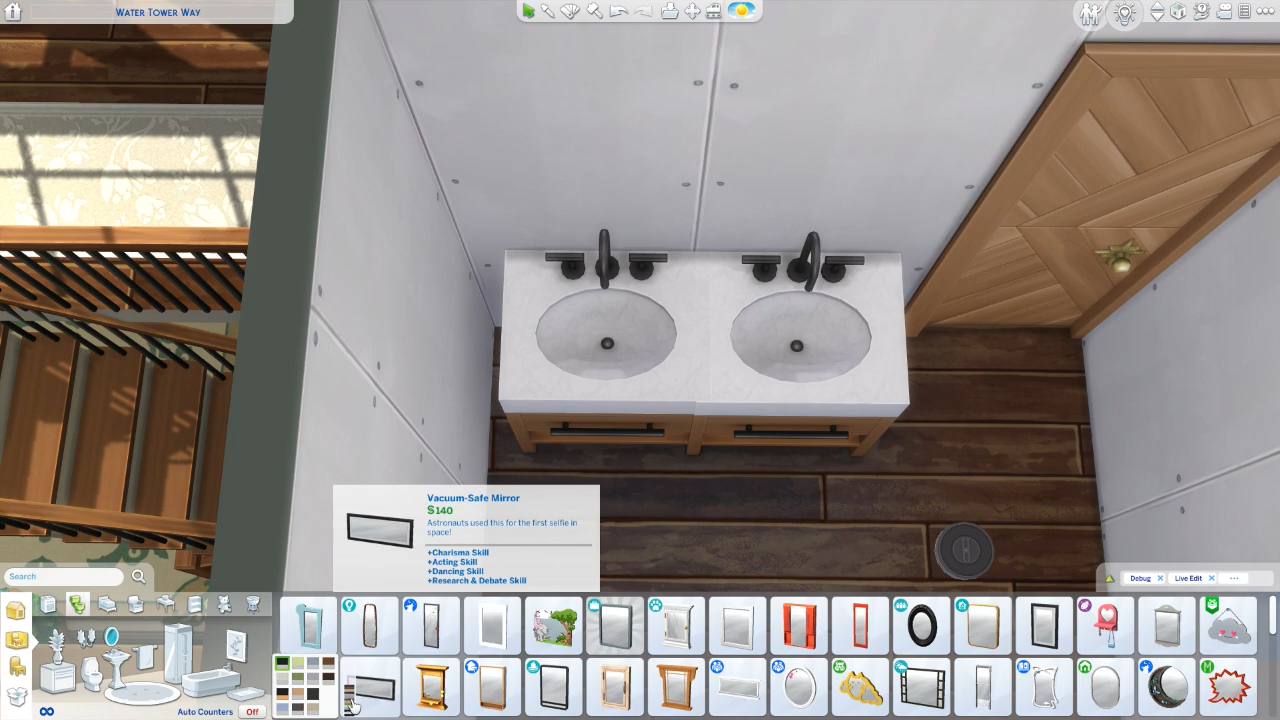 WATER TOWER WAY
Vacuum-Safe Mirror
§140
Astronauts used this for the first selfie in
space!
+Charisma Skill
+Acting Skill
+Dancing Skill
+Research & Debate Skill
Search
Debug ✕ Live Edit ✕ ...
Auto Counters Off